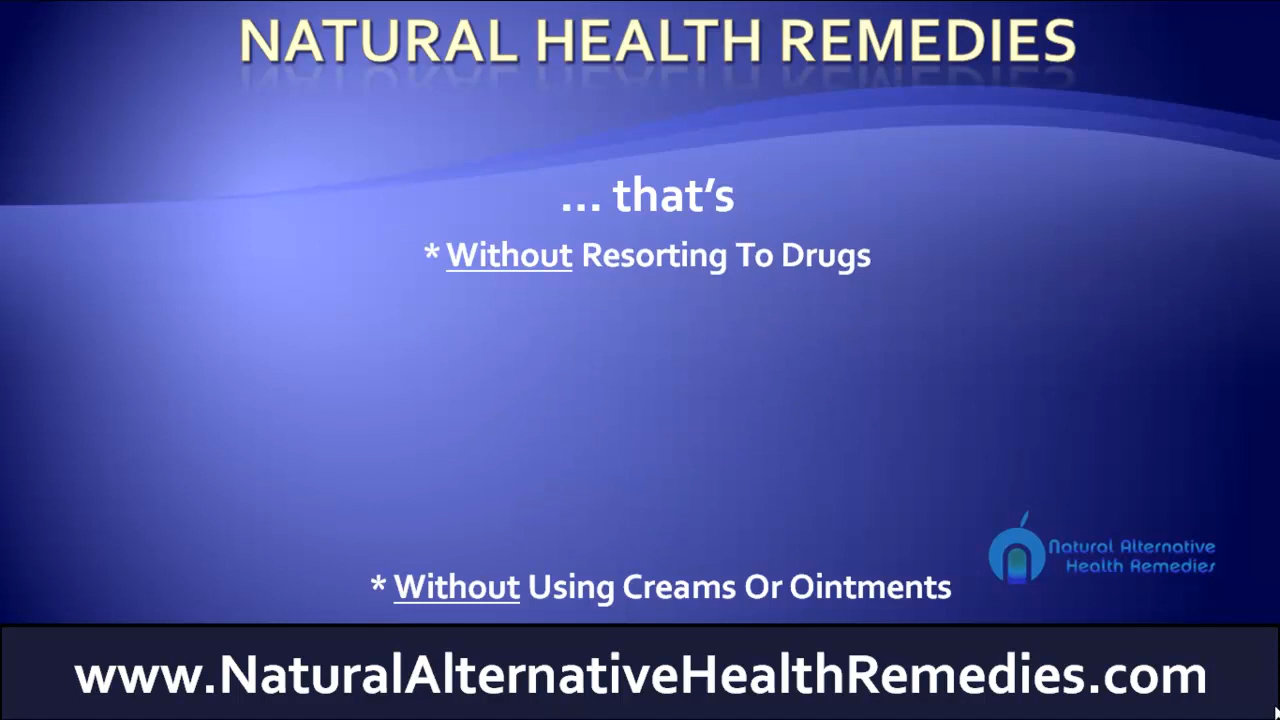 NATURAL HEALTH REMEDIES
... that's
* Without Resorting To Drugs
Natural Alternative
Health Remedies
* Without Using Creams Or Ointments
www.NaturalAlternativeHealthRemedies.com